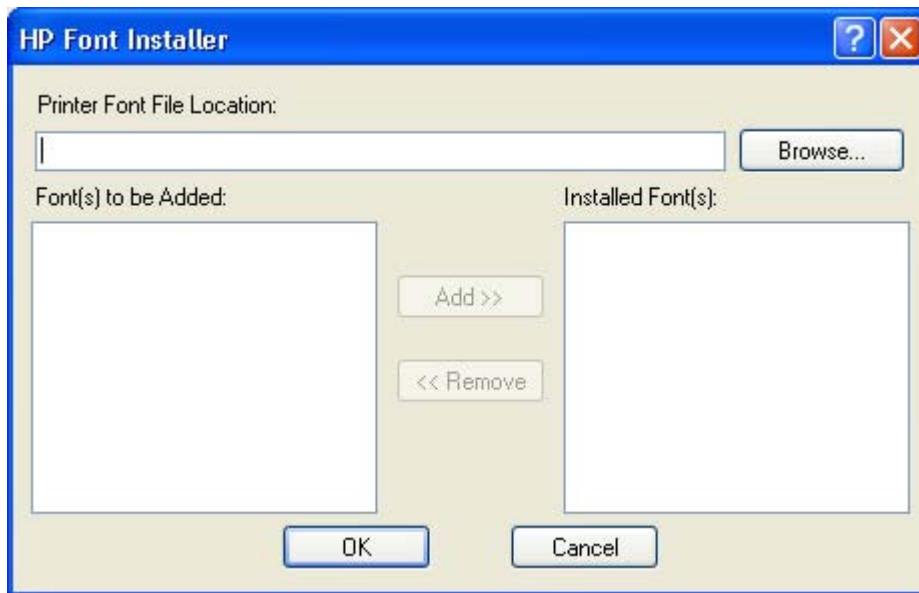 HP Font Installer
Printer Font File Location:
Browse...
Font(s) to be Added:
Installed Font(s):
Add >>
<< Remove
OK
Cancel